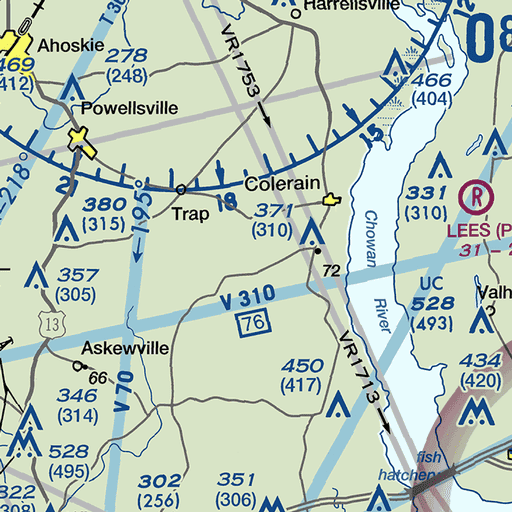 Harrellsville
T 30
08
Ahoskie
278
(248)
VR1753
469
(412)
466
(404)
Powellsville
15
218°
195°
21
18
Colerain
331
(310)
R
380
(315)
Trap
371
(310)
LEES (P
31 - 2
72
Chowan
River
357
(305)
UC
528
(493)
Valh
V 310
76
13
VR1713
Askewville
66
V 70
450
(417)
434
(420)
346
(314)
528
(495)
fish
hatchery
302
(256)
351
(306)
322
(308)